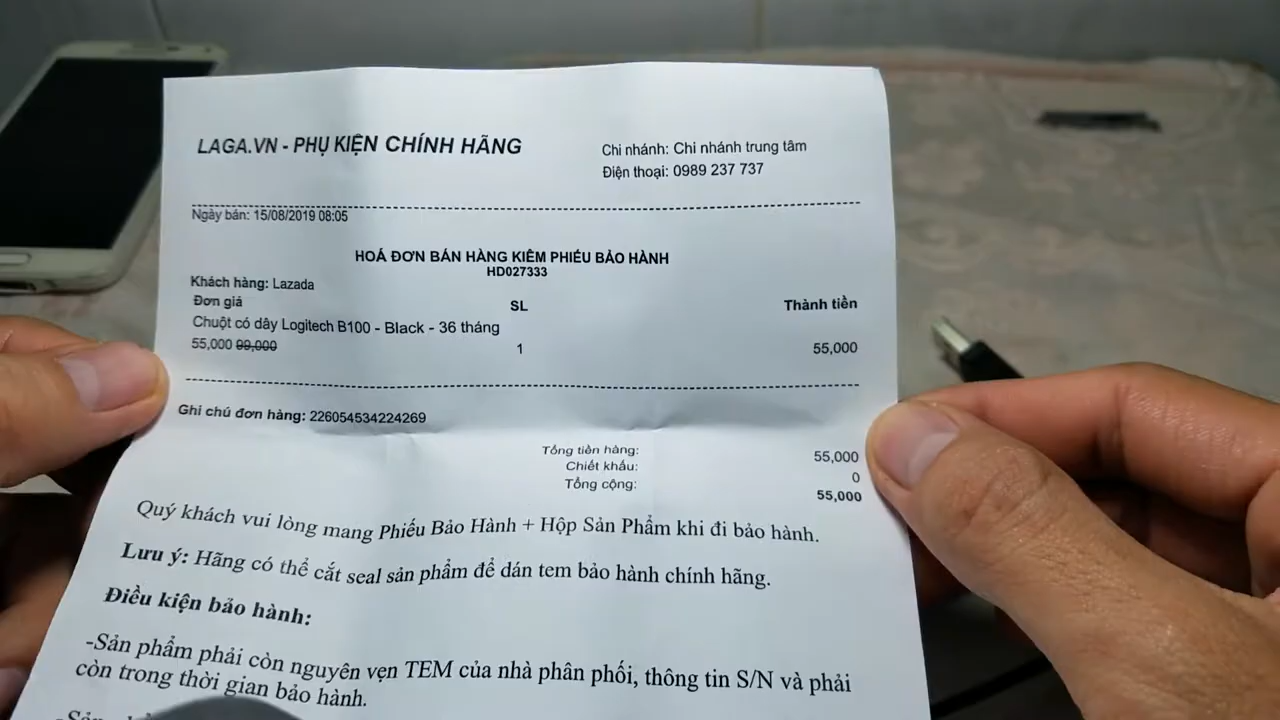 LAGA.VN - PHỤ KIỆN CHÍNH HÃNG
Chi nhánh: Chi nhánh trung tâm
Điện thoại: 0989 237 737
Ngày bán: 15/08/2019 08:05
HOÁ ĐƠN BÁN HÀNG KIÊM PHIẾU BẢO HÀNH
HD027333
Khách hàng: Lazada
Đơn giá SL Thành tiền
Chuột có dây Logitech B100 - Black - 36 tháng
55,000 99,000 1 55,000
Ghi chú đơn hàng: 226054534224269
Tổng tiền hàng: 55,000
Chiết khấu: 0
Tổng cộng: 55,000
Quý khách vui lòng mang Phiếu Bảo Hành + Hộp Sản Phẩm khi đi bảo hành.
Lưu ý: Hãng có thể cắt seal sản phẩm để dán tem bảo hành chính hãng.
Điều kiện bảo hành:
-Sản phẩm phải còn nguyên vẹn TEM của nhà phân phối, thông tin S/N và phải
còn trong thời gian bảo hành.